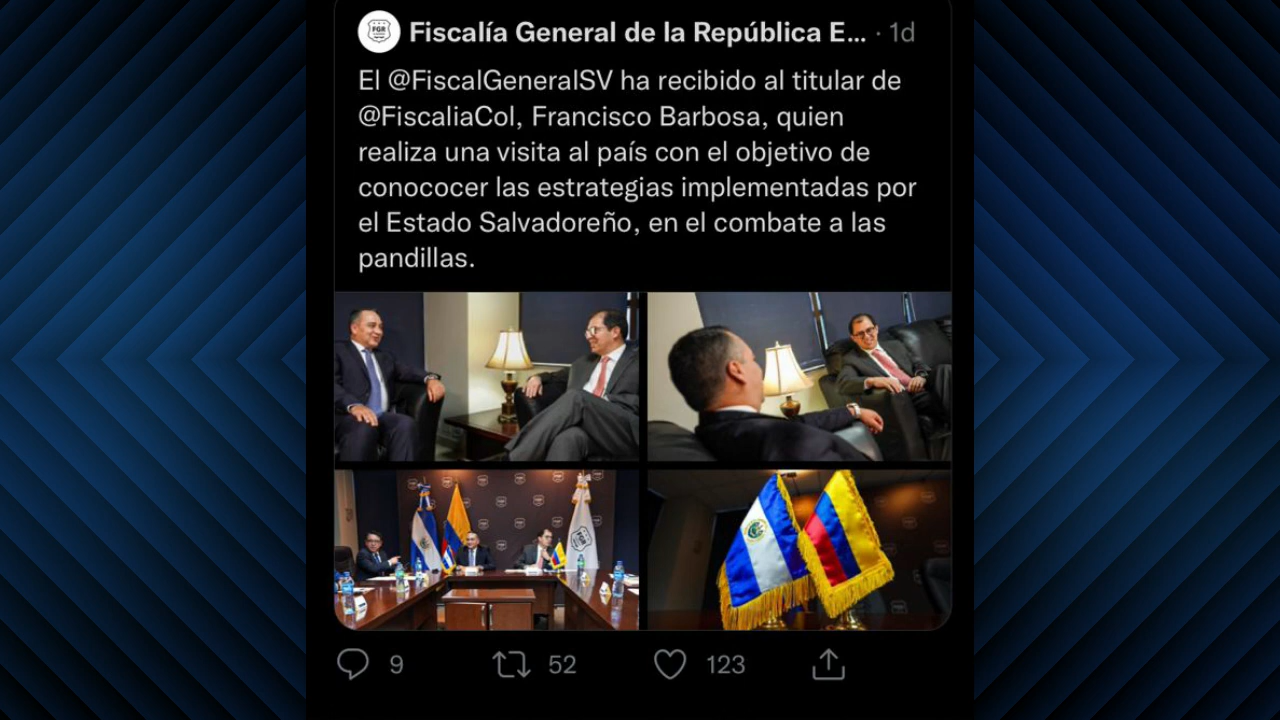 FGR
Fiscalía General de la República E... · 1d
El @FiscalGeneralSV ha recibido al titular de
@FiscaliaCol, Francisco Barbosa, quien
realiza una visita al país con el objetivo de
conococer las estrategias implementadas por
el Estado Salvadoreño, en el combate a las
pandillas.
FGR
9 52 123